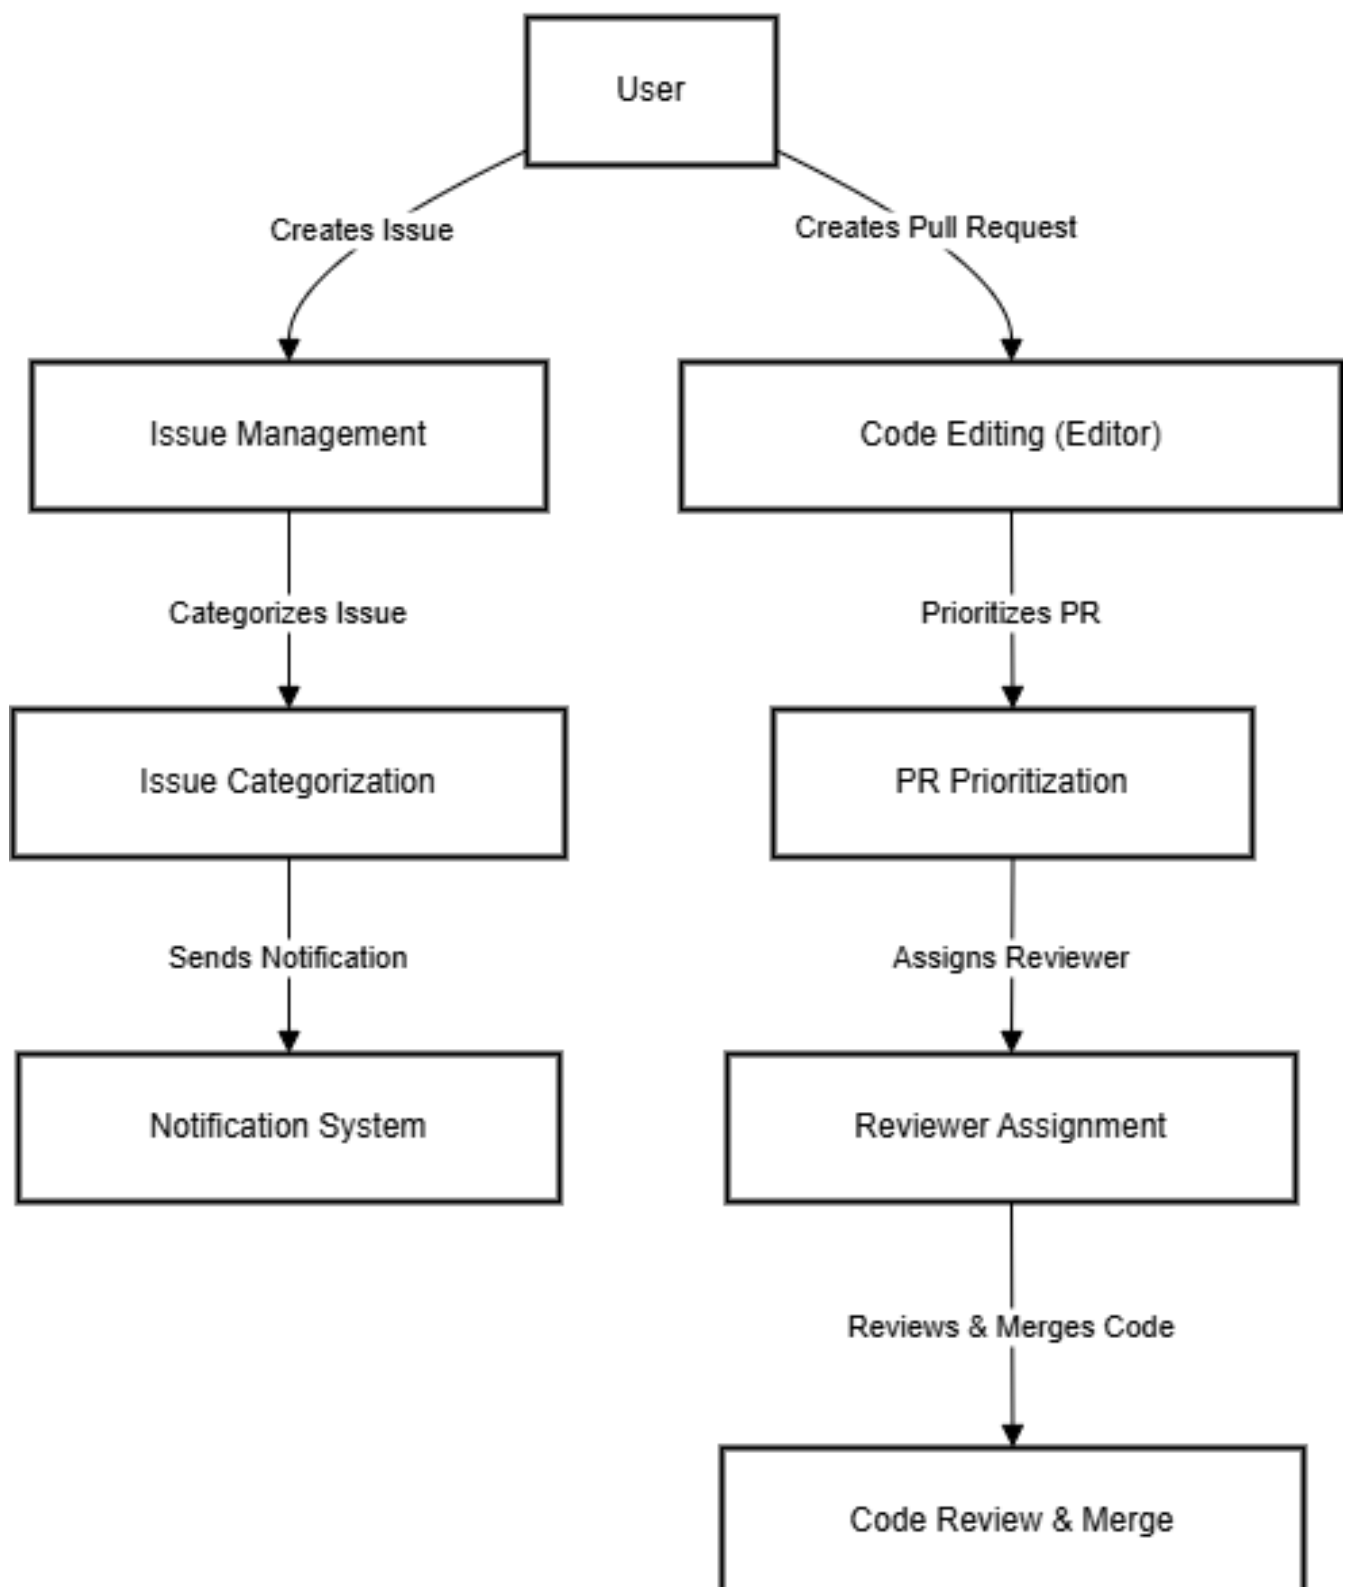 User
Creates Issue
Creates Pull Request
Issue Management
Code Editing (Editor)
Categorizes Issue
Prioritizes PR
Issue Categorization
PR Prioritization
Sends Notification
Assigns Reviewer
Notification System
Reviewer Assignment
Reviews & Merges Code
Code Review & Merge